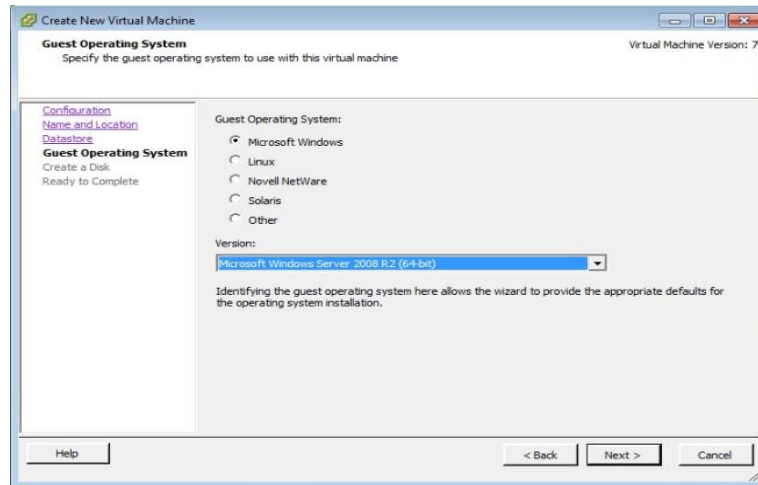 Create New Virtual Machine
Guest Operating System
Virtual Machine Version: 7
Specify the guest operating system to use with this virtual machine
Configuration
Name and Location
Datastore
Guest Operating System
Create a Disk
Ready to Complete
Guest Operating System:
Microsoft Windows
Linux
Novell NetWare
Solaris
Other
Version:
Microsoft Windows Server 2008 R2 (64-bit)
Identifying the guest operating system here allows the wizard to provide the appropriate defaults for
the operating system installation.
Help
< Back
Next >
Cancel